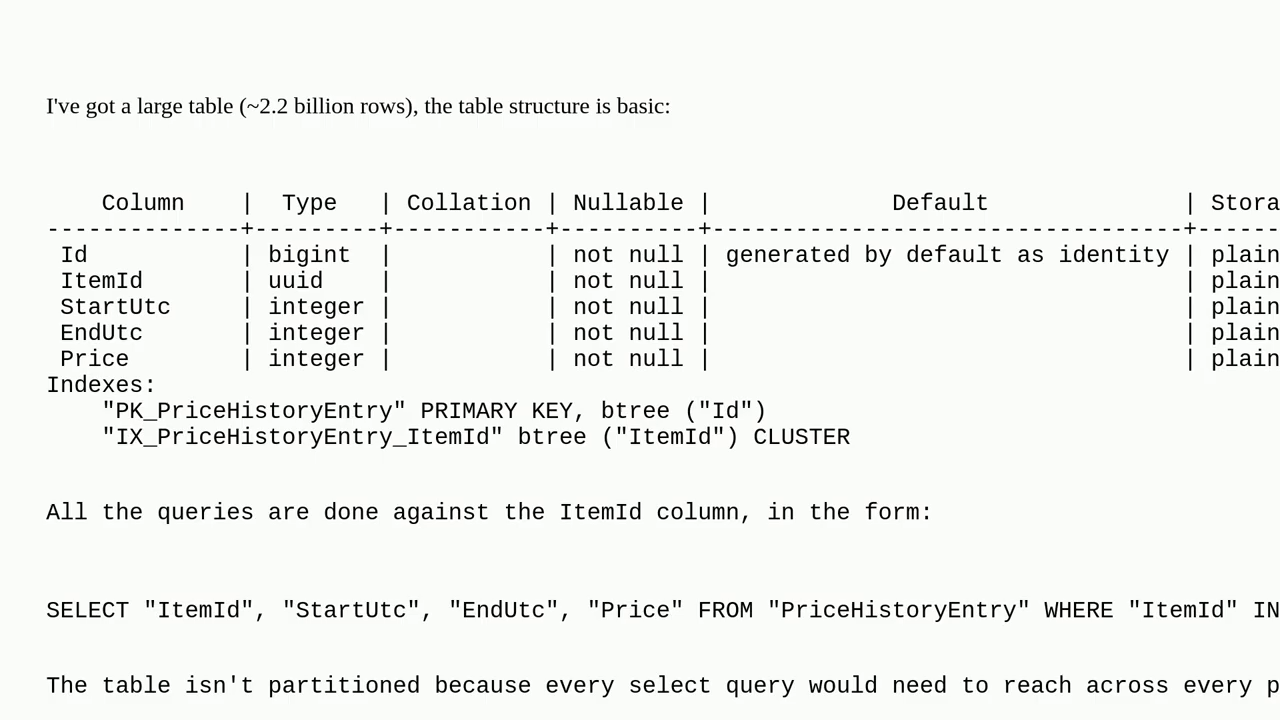 I've got a large table (~2.2 billion rows), the table structure is basic:
    Column    |  Type   | Collation | Nullable |             Default              | Stora
--------------+---------+-----------+----------+----------------------------------+------
 Id           | bigint  |           | not null | generated by default as identity | plain
 ItemId       | uuid    |           | not null |                                  | plain
 StartUtc     | integer |           | not null |                                  | plain
 EndUtc       | integer |           | not null |                                  | plain
 Price        | integer |           | not null |                                  | plain
Indexes:
    "PK_PriceHistoryEntry" PRIMARY KEY, btree ("Id")
    "IX_PriceHistoryEntry_ItemId" btree ("ItemId") CLUSTER
All the queries are done against the ItemId column, in the form:
SELECT "ItemId", "StartUtc", "EndUtc", "Price" FROM "PriceHistoryEntry" WHERE "ItemId" IN
The table isn't partitioned because every select query would need to reach across every p